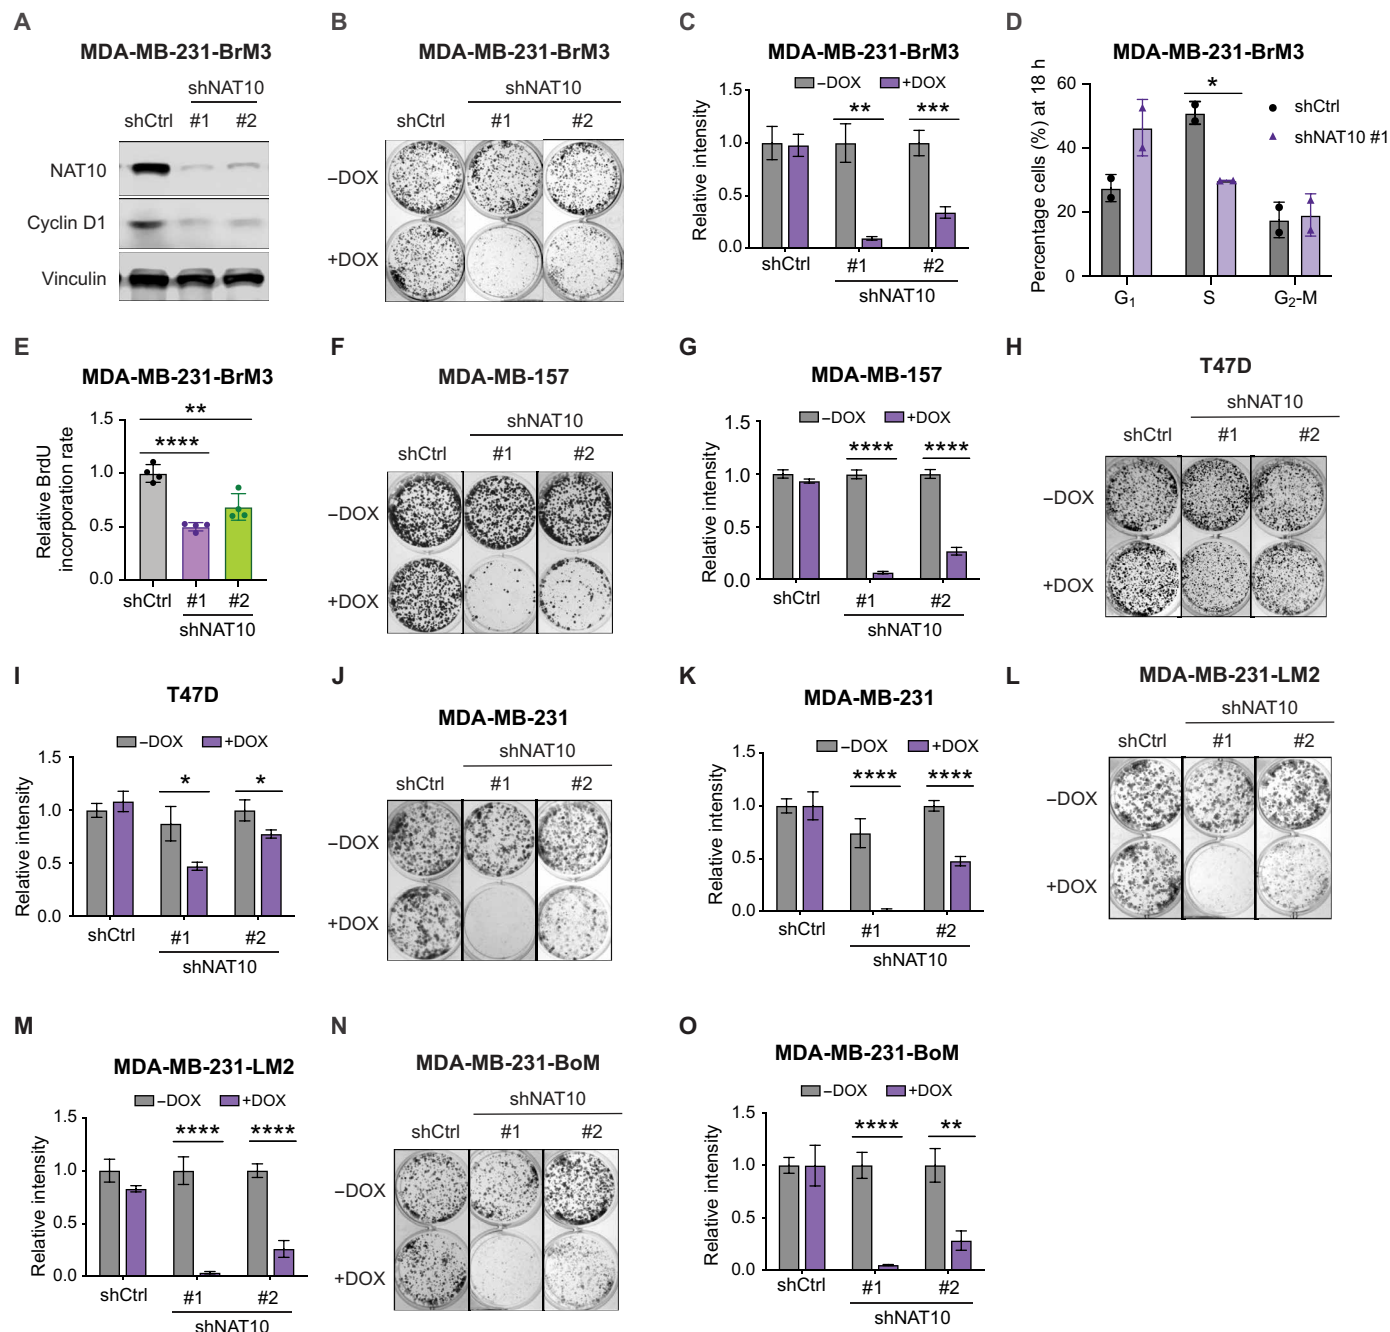 A
MDA-MB-231-BrM3
shNAT10
shCtrl #1 #2
NAT10
Cyclin D1
Vinculin
B
MDA-MB-231-BrM3
shNAT10
shCtrl #1 #2
–DOX
+DOX
C
MDA-MB-231-BrM3
–DOX +DOX
Relative intensity
1.5
1.0
0.5
0.0
** ***
shCtrl #1 #2
shNAT10
D
MDA-MB-231-BrM3
Percentage cells (%) at 18 h
60
40
20
0
*
shCtrl
shNAT10 #1
G1 S G2-M
E
MDA-MB-231-BrM3
Relative BrdU
incorporation rate
1.5
1.0
0.5
0.0
**
****
shCtrl #1 #2
shNAT10
F
MDA-MB-157
shNAT10
shCtrl #1 #2
–DOX
+DOX
G
MDA-MB-157
–DOX +DOX
Relative intensity
1.5
1.0
0.5
0.0
**** ****
shCtrl #1 #2
shNAT10
H
T47D
shNAT10
shCtrl #1 #2
–DOX
+DOX
I
T47D
–DOX +DOX
Relative intensity
1.5
1.0
0.5
0.0
* *
shCtrl #1 #2
shNAT10
J
MDA-MB-231
shNAT10
shCtrl #1 #2
–DOX
+DOX
K
MDA-MB-231
–DOX +DOX
Relative intensity
1.5
1.0
0.5
0.0
**** ****
shCtrl #1 #2
shNAT10
L
MDA-MB-231-LM2
shNAT10
shCtrl #1 #2
–DOX
+DOX
M
MDA-MB-231-LM2
–DOX +DOX
Relative intensity
1.5
1.0
0.5
0.0
**** ****
shCtrl #1 #2
shNAT10
N
MDA-MB-231-BoM
shNAT10
shCtrl #1 #2
–DOX
+DOX
O
MDA-MB-231-BoM
–DOX +DOX
Relative intensity
1.5
1.0
0.5
0.0
**** **
shCtrl #1 #2
shNAT10